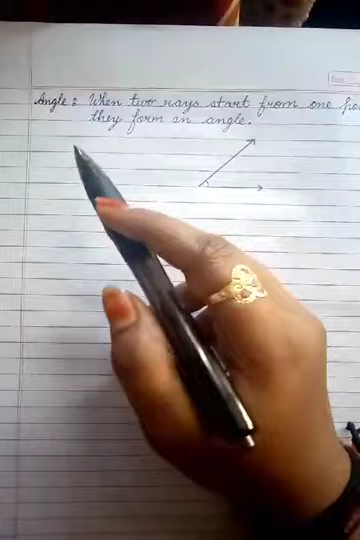 Angle : When two rays start from one
they form an angle.